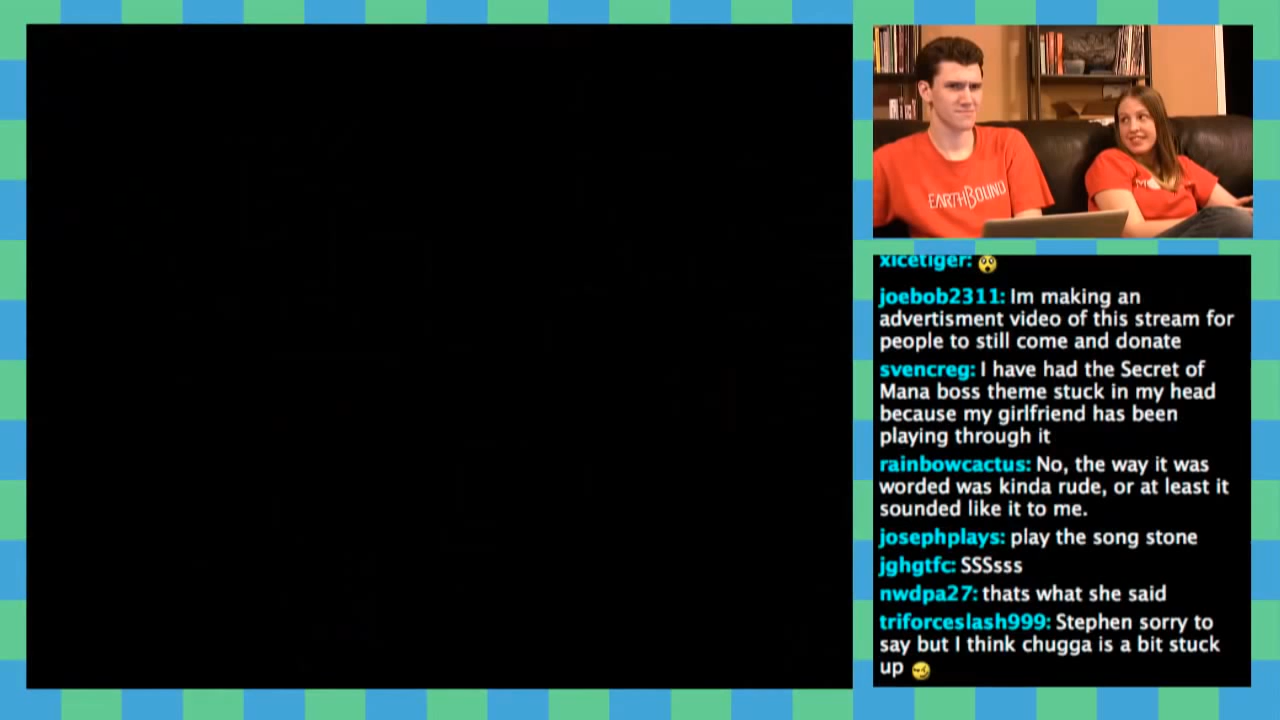 EARTHBOUND
xicetiger:
joebob2311: Im making an
advertisment video of this stream for
people to still come and donate
svencreg: I have had the Secret of
Mana boss theme stuck in my head
because my girlfriend has been
playing through it
rainbowcactus: No, the way it was
worded was kinda rude, or at least it
sounded like it to me.
josephplays: play the song stone
jghgtfc: SSSsss
nwdpa27: thats what she said
triforceslash999: Stephen sorry to
say but I think chugga is a bit stuck
up